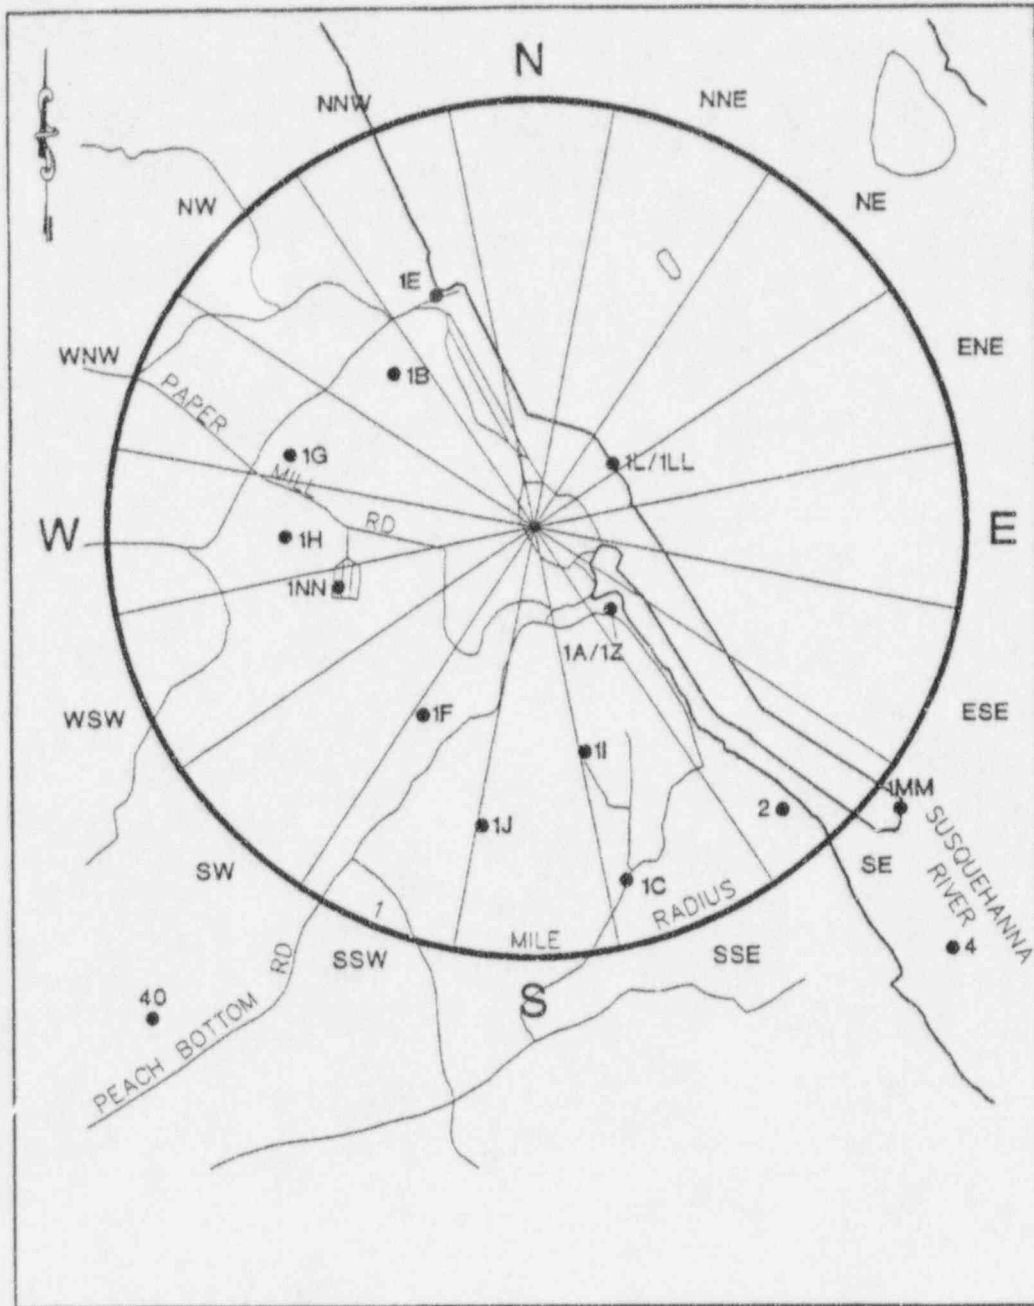 N
NNW
NNE
NW
NE
1E
WNW
ENE
1B
PAPER
1G
MILL
1L/1LL
W
1H
RD
E
1NN
1A/1Z
WSW
ESE
1F
1I
1MM
2
1J
SUSQUEHANNA
RIVER
SW
SE
1C
RADIUS
1
MILE
SSW
SSE
4
RD
S
40
PEACH BOTTOM